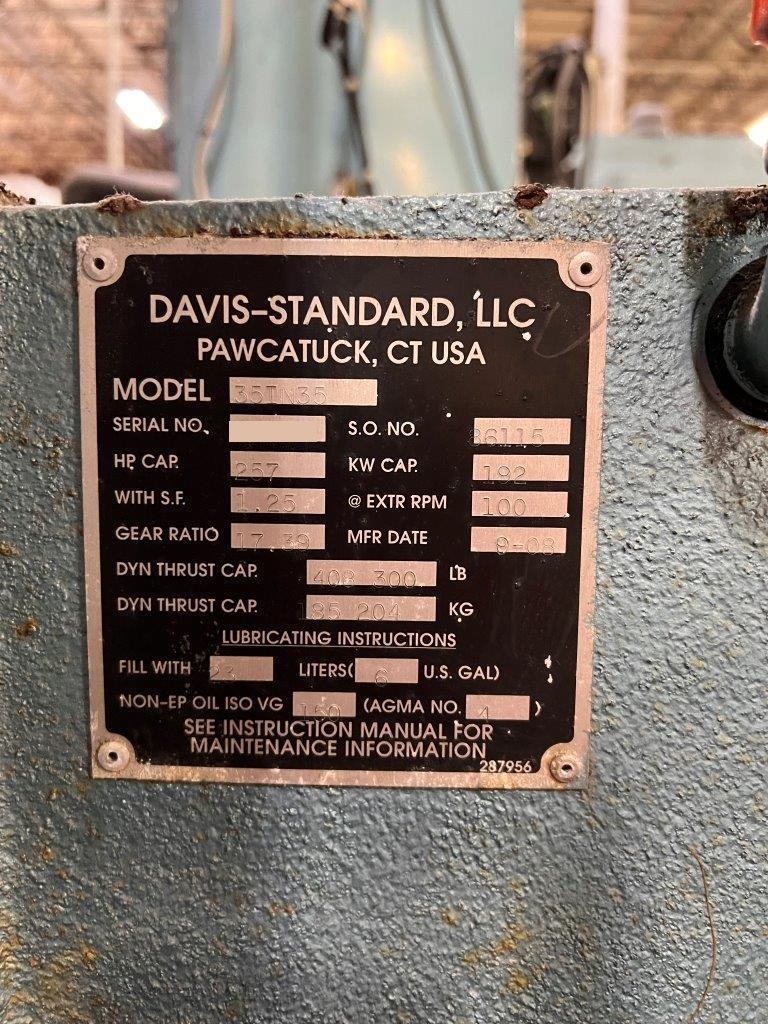 DAVIS-STANDARD, LLC
PAWCATUCK, CT USA
MODEL 35TN35
SERIAL NO. S.O. NO. 86115
HP CAP. 257 KW CAP. 192
WITH S.F. 1.25 @ EXTR RPM 100
GEAR RATIO 17.39 MFR DATE 9-08
DYN THRUST CAP. 408 300 LB
DYN THRUST CAP. 185 204 KG
LUBRICATING INSTRUCTIONS
FILL WITH 23 LITERS( 6 U.S. GAL)
NON-EP OIL ISO VG 150 (AGMA NO. 4 )
SEE INSTRUCTION MANUAL FOR
MAINTENANCE INFORMATION
287956